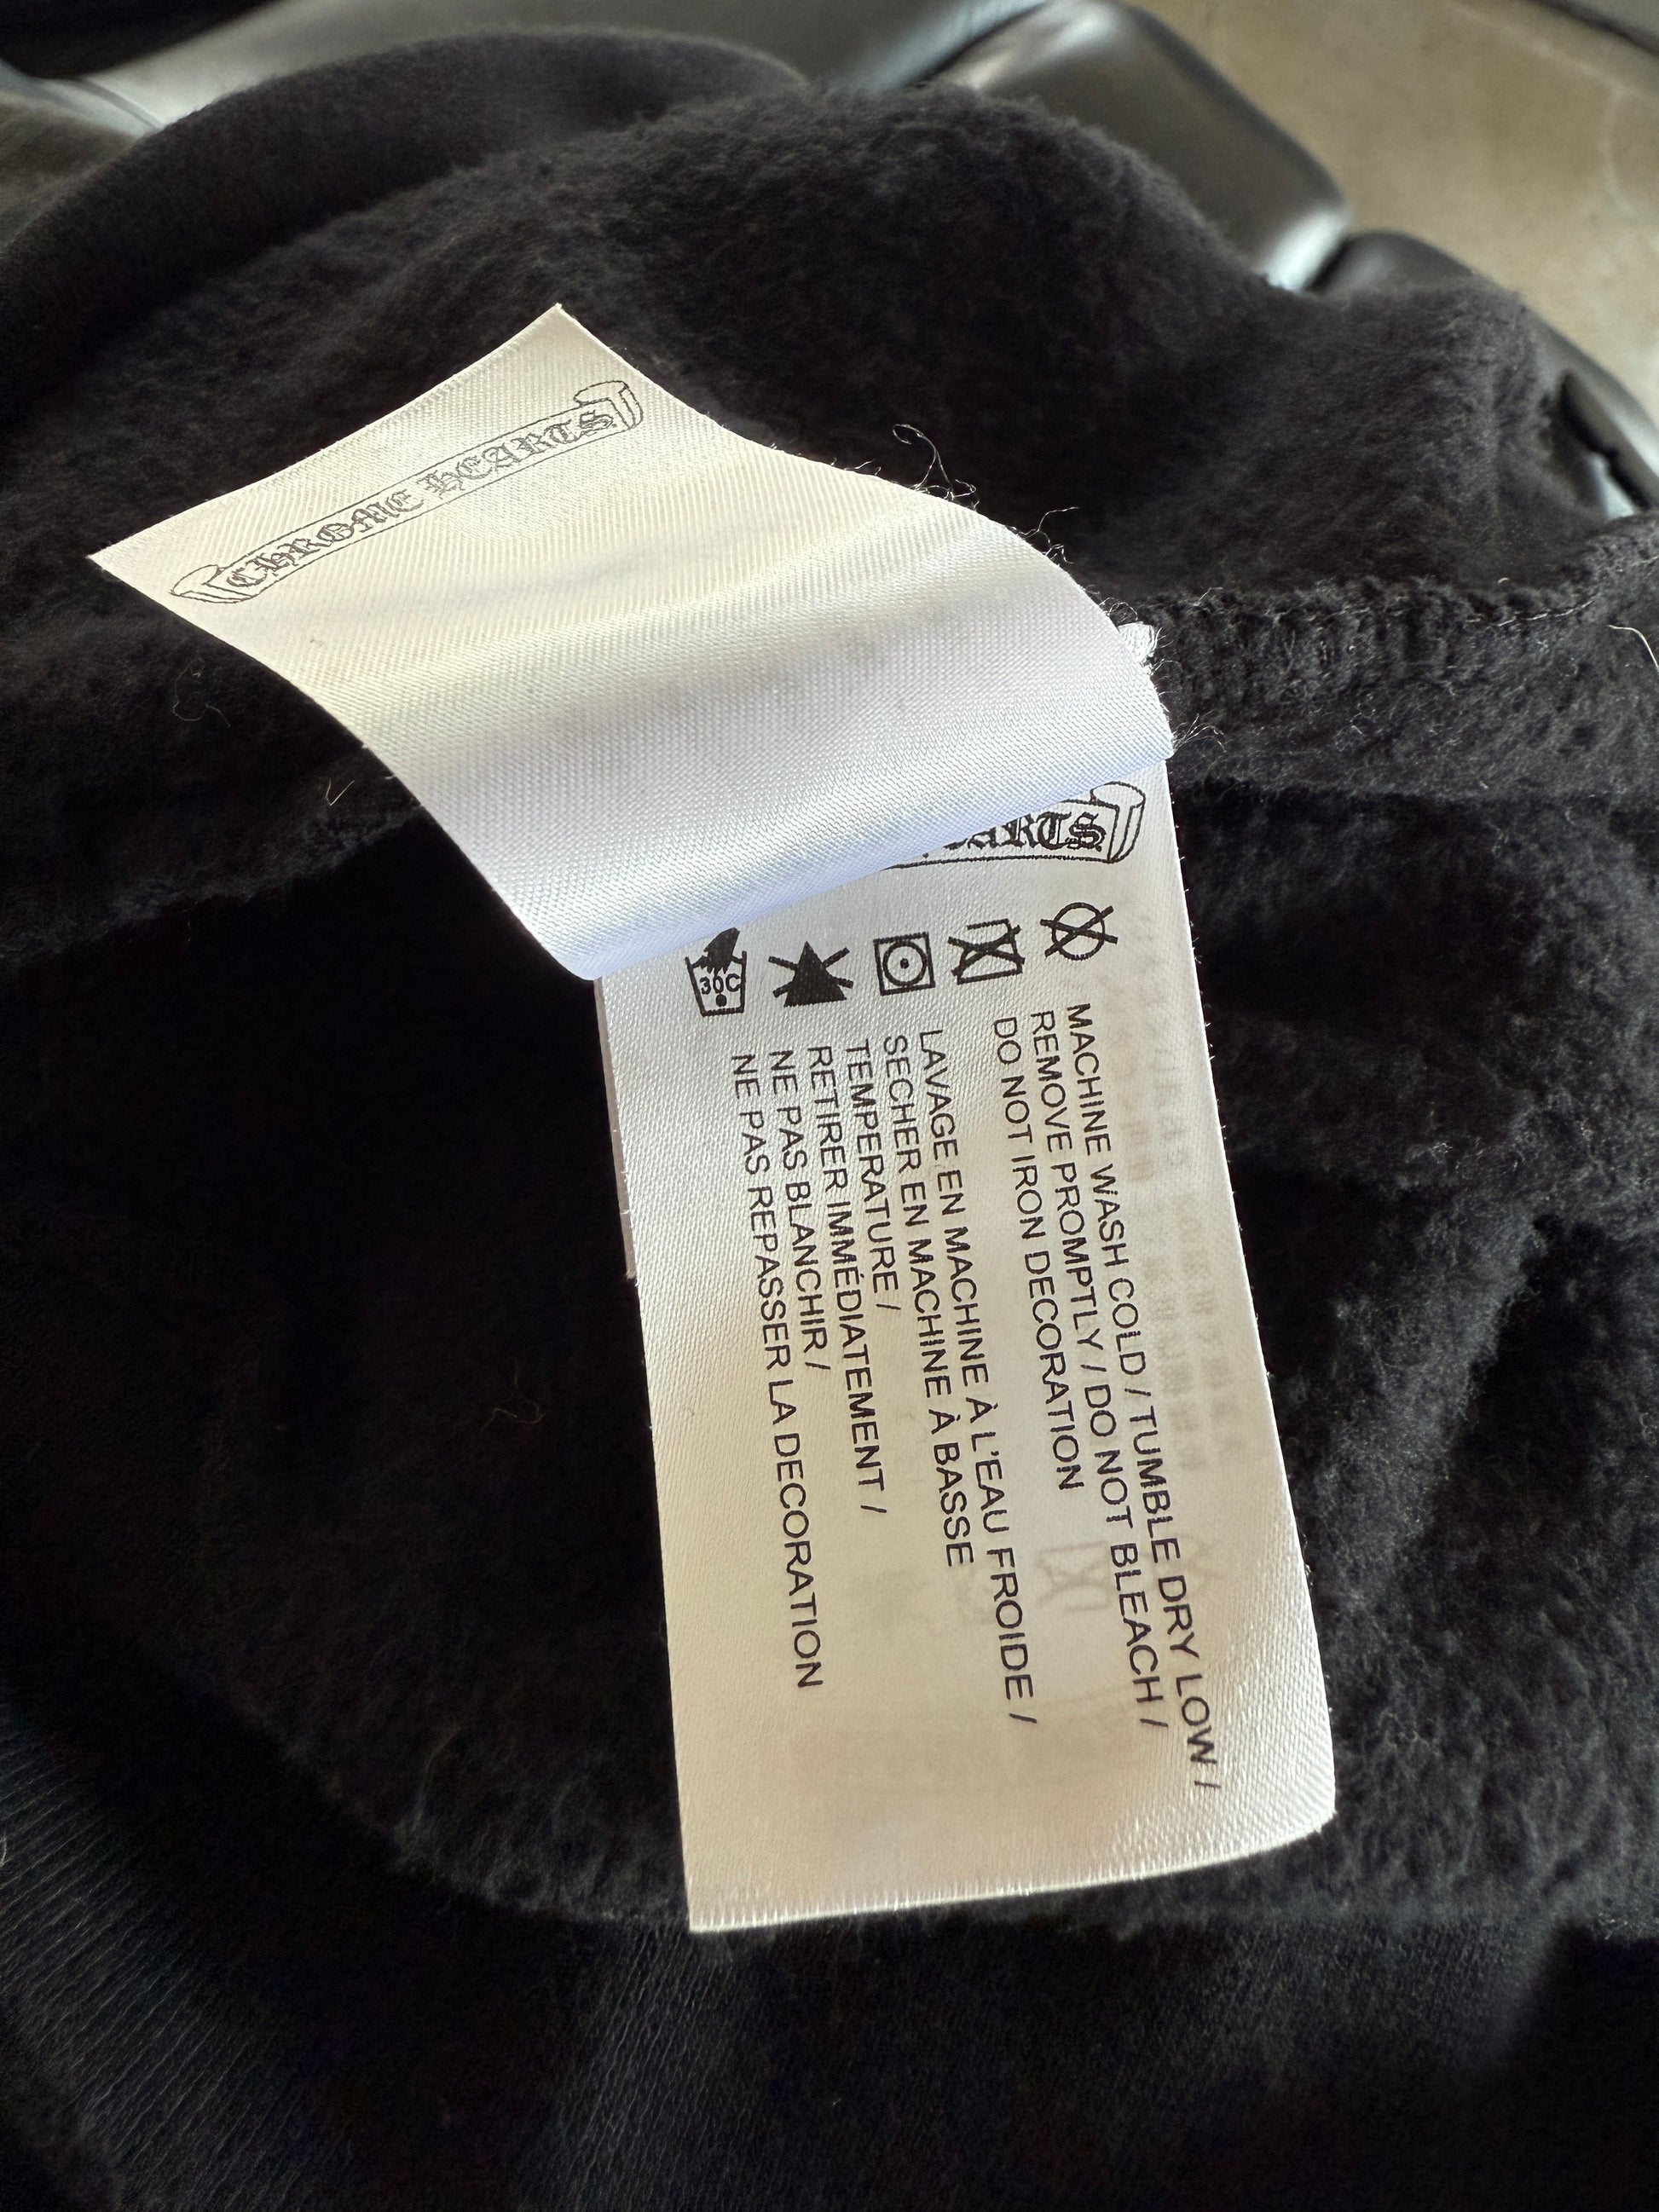 CHROME HEARTS
ARTS
30C
MACHINE WASH COLD / TUMBLE DRY LOW /
REMOVE PROMPTLY / DO NOT BLEACH /
DO NOT IRON DECORATION
LAVAGE EN MACHINE À L'EAU FROIDE /
SECHER EN MACHINE À BASSE
TEMPERATURE /
RETIRER IMMÉDIATEMENT /
NE PAS BLANCHIR /
NE PAS REPASSER LA DECORATION